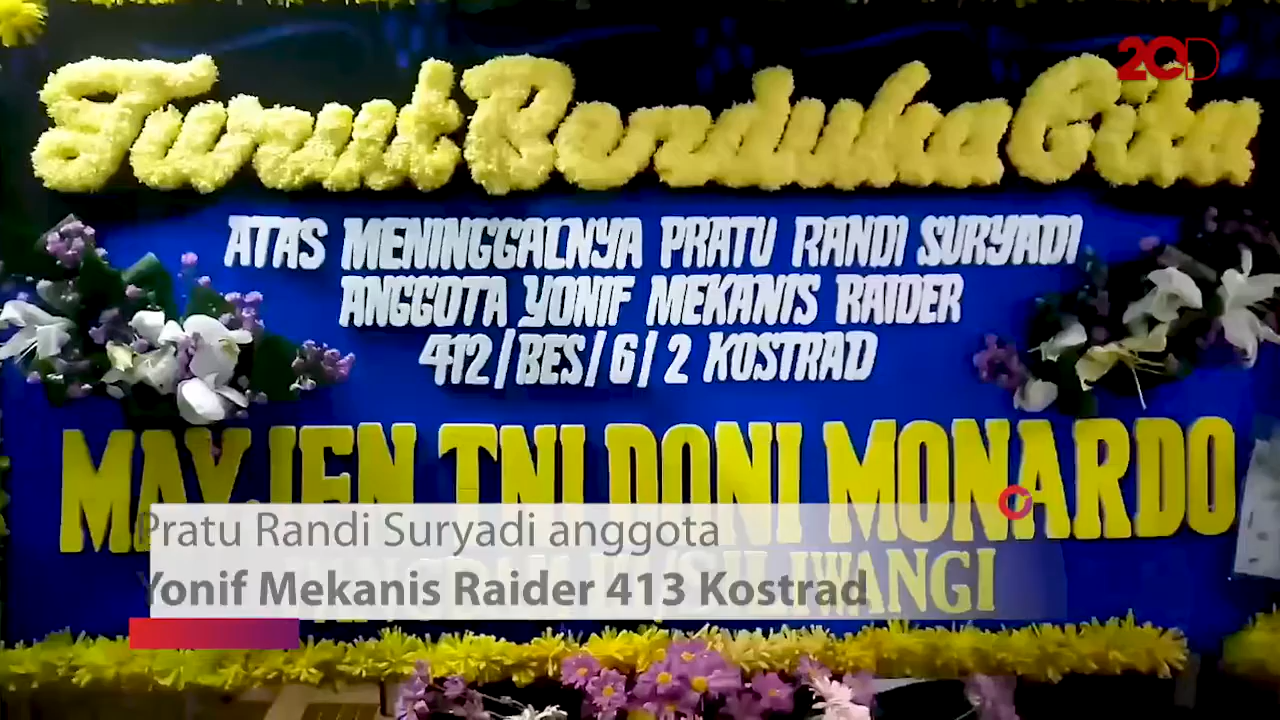 20D
Turut Berduka Cita
ATAS MENINGGALNYA PRATU RANDI SURYADI
ANGGOTA YONIF MEKANIS RAIDER
412/BES/6/2 KOSTRAD
MAYJEN TNI DONI MONARDO
Pratu Randi Suryadi anggota
SILIWANGI
Yonif Mekanis Raider 413 Kostrad